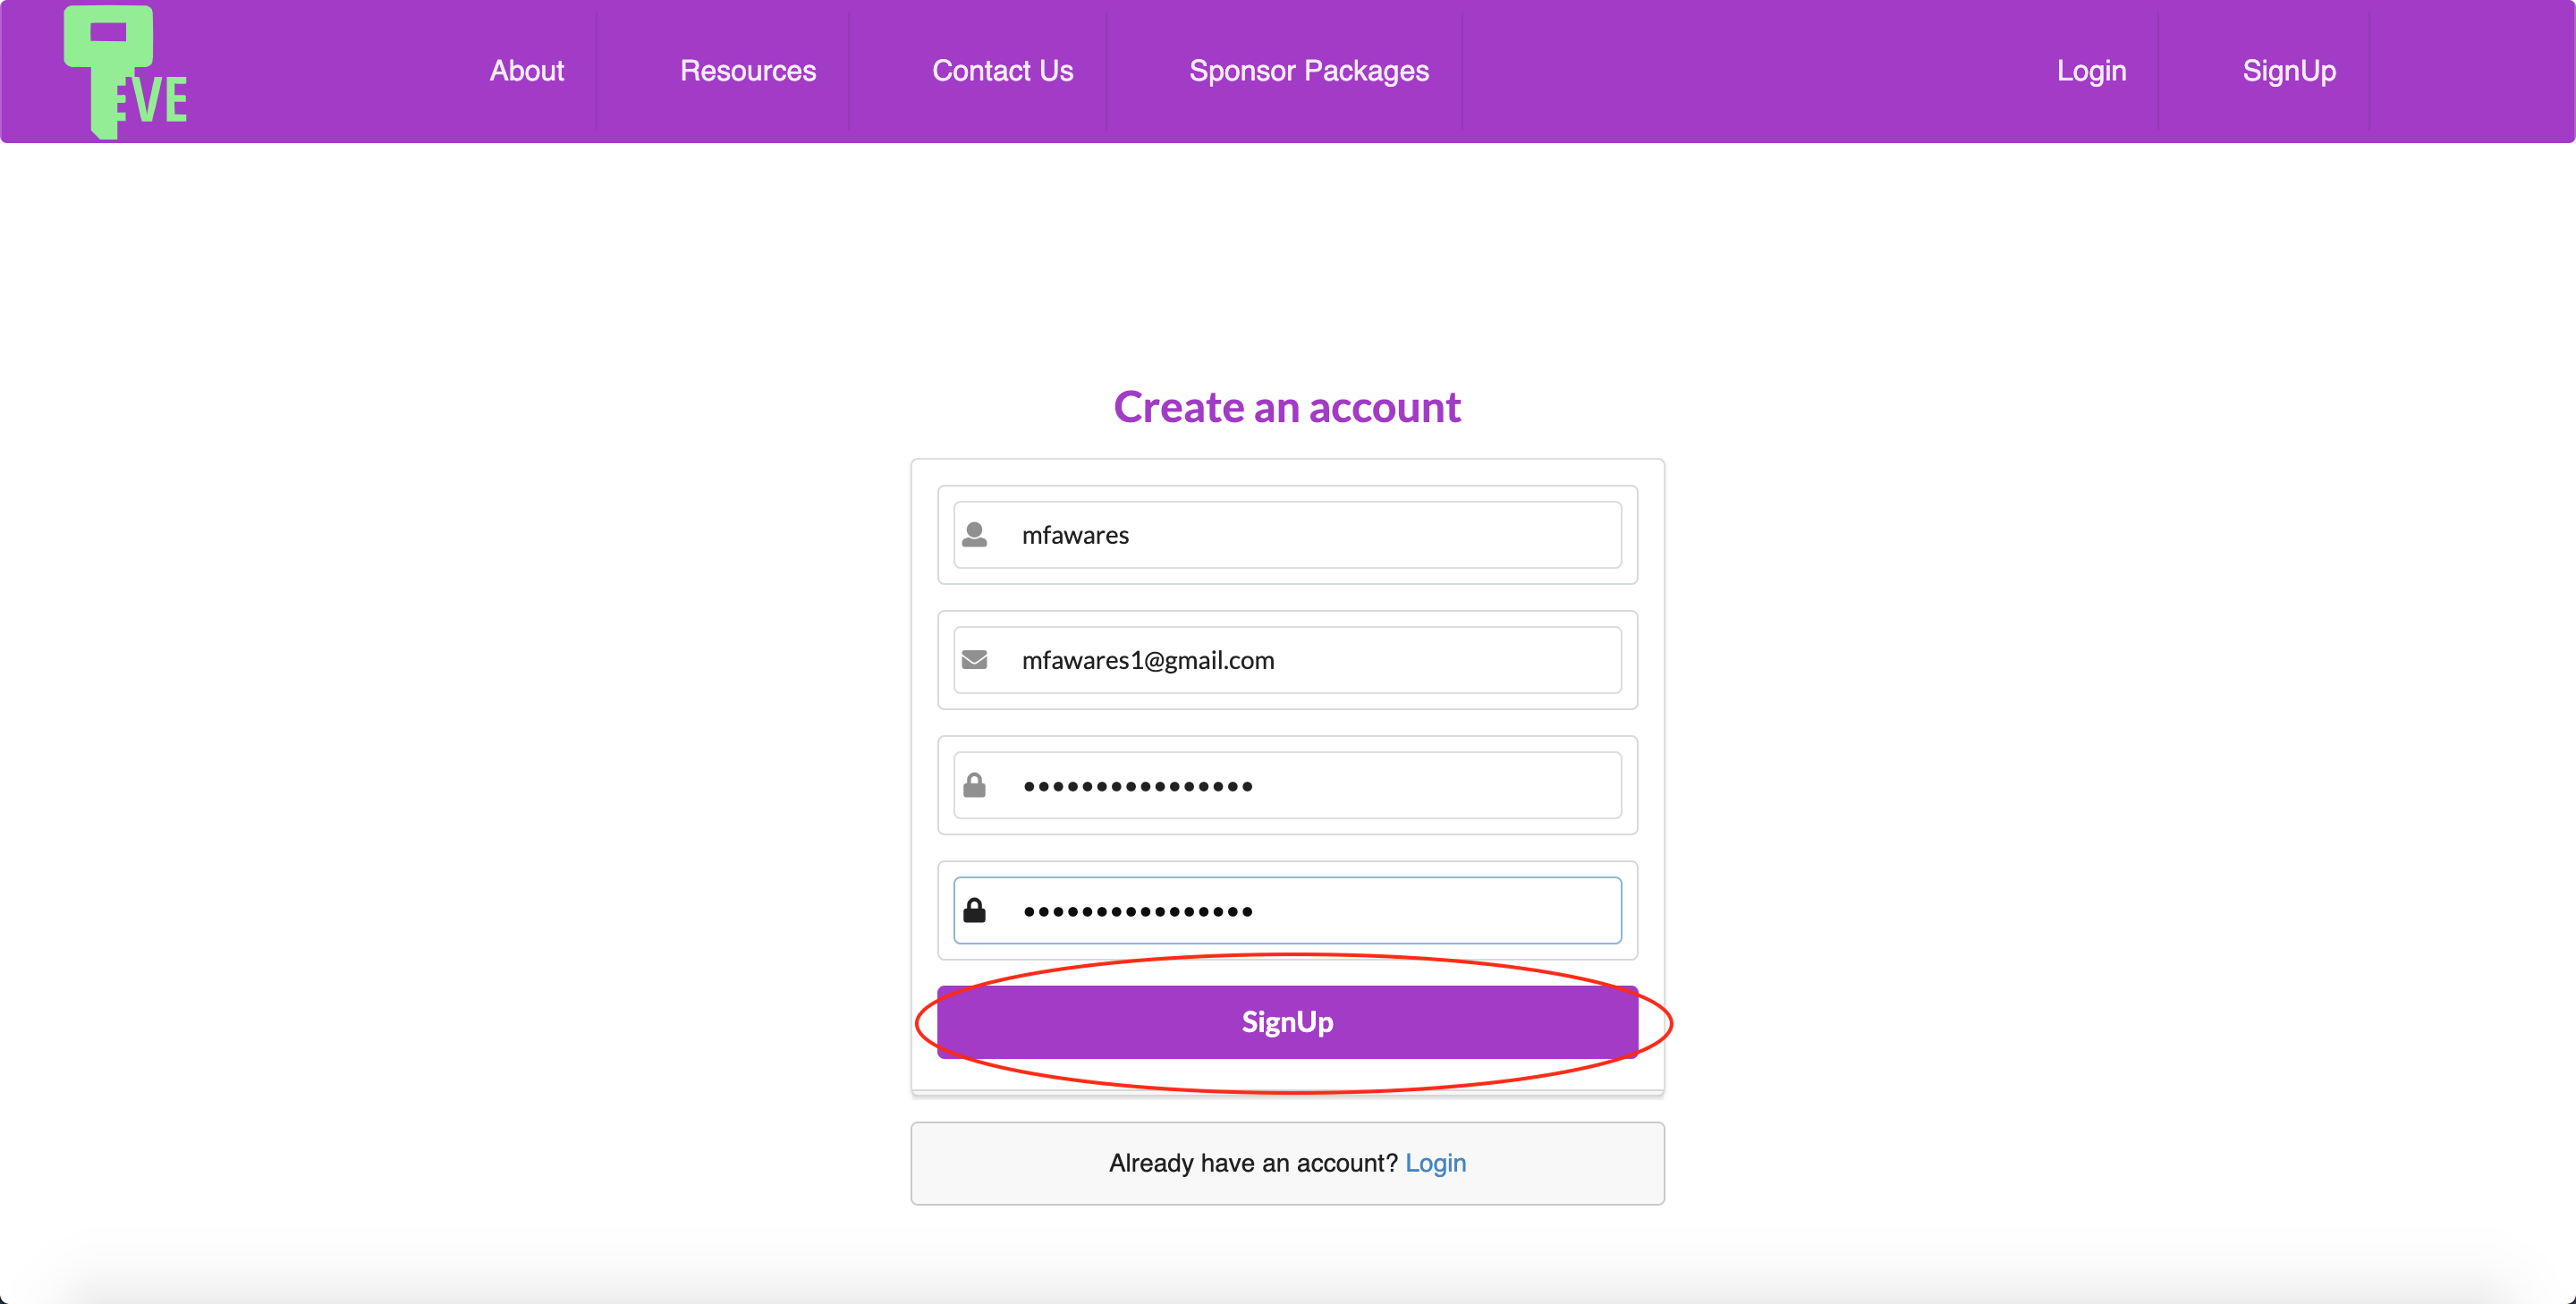 EVE
About
Resources
Contact Us
Sponsor Packages
Login
SignUp
Create an account
mfawares
mfawares1@gmail.com
••••••••••••••••
••••••••••••••••
SignUp
Already have an account? Login